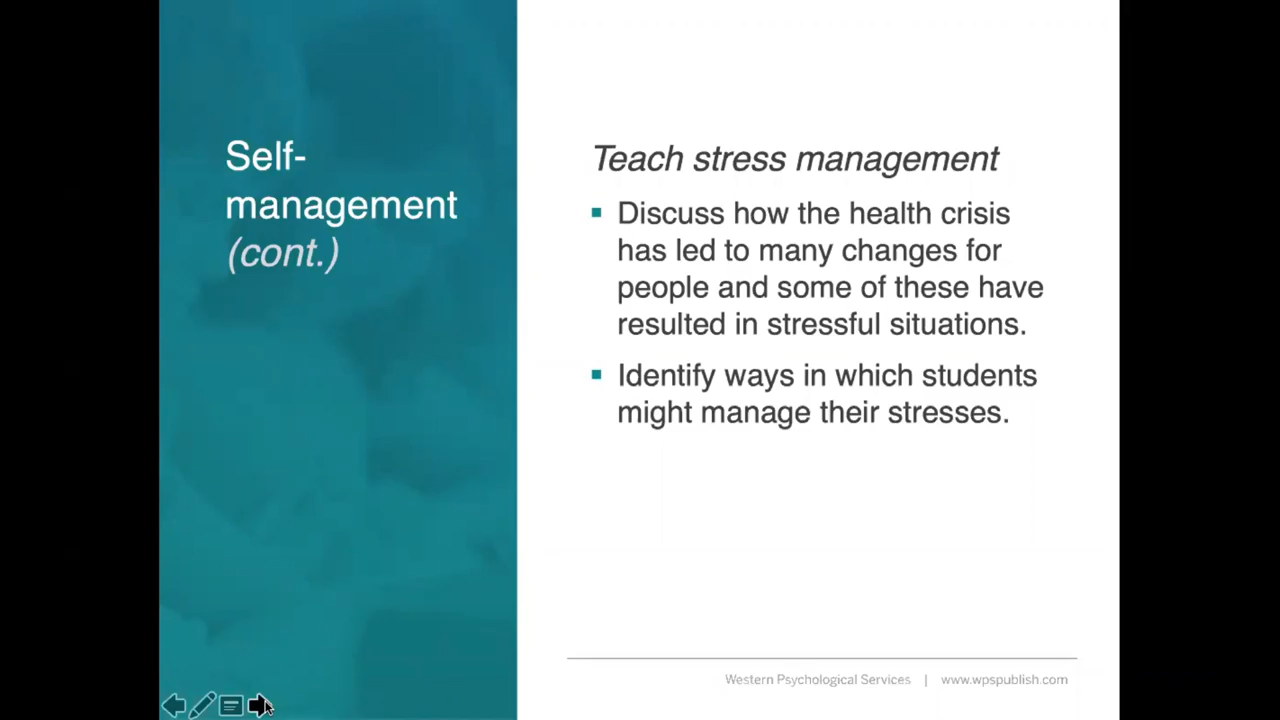 Self-
management
(cont.)
Teach stress management
Discuss how the health crisis
has led to many changes for
people and some of these have
resulted in stressful situations.
Identify ways in which students
might manage their stresses.
Western Psychological Services | www.wpspublish.com